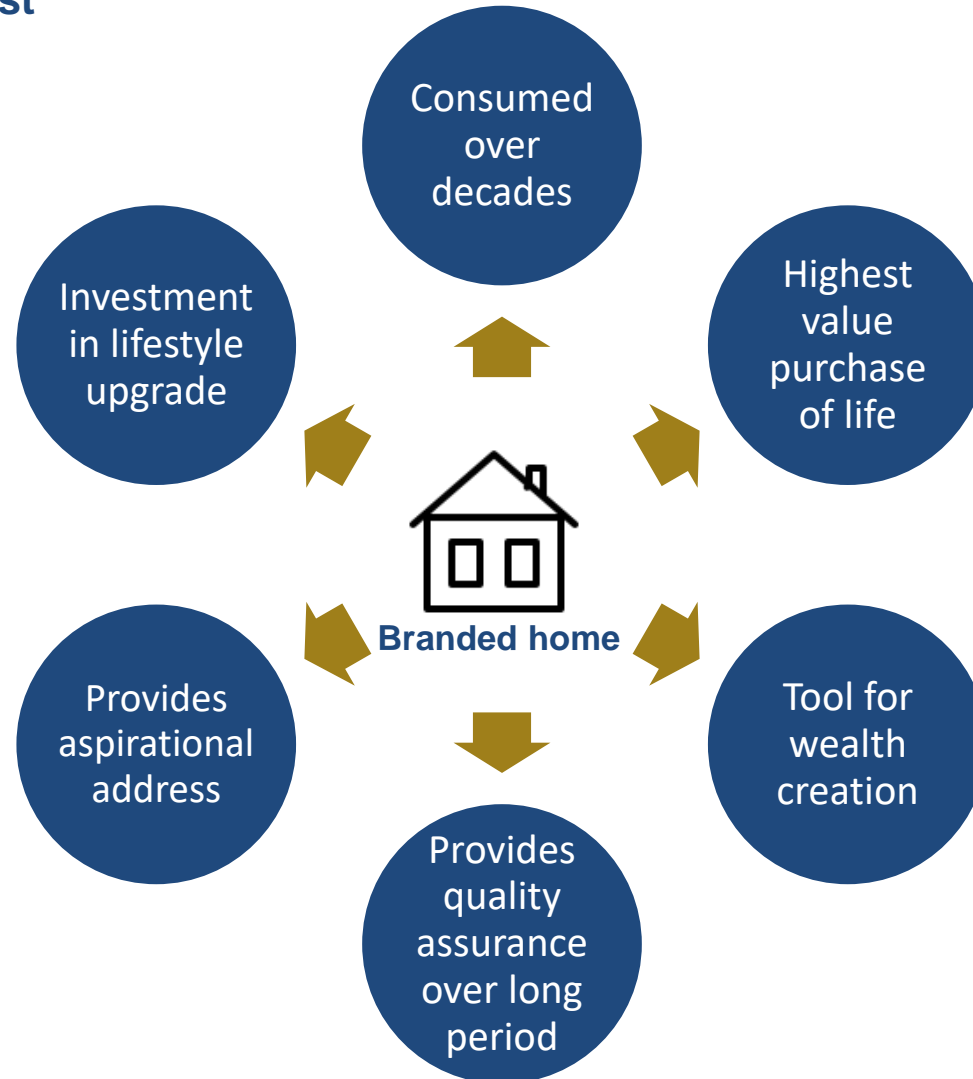 st
Consumed
over
decades
Investment
in lifestyle
upgrade
Highest
value
purchase
of life
Branded home
Provides
aspirational
address
Tool for
wealth
creation
Provides
quality
assurance
over long
period